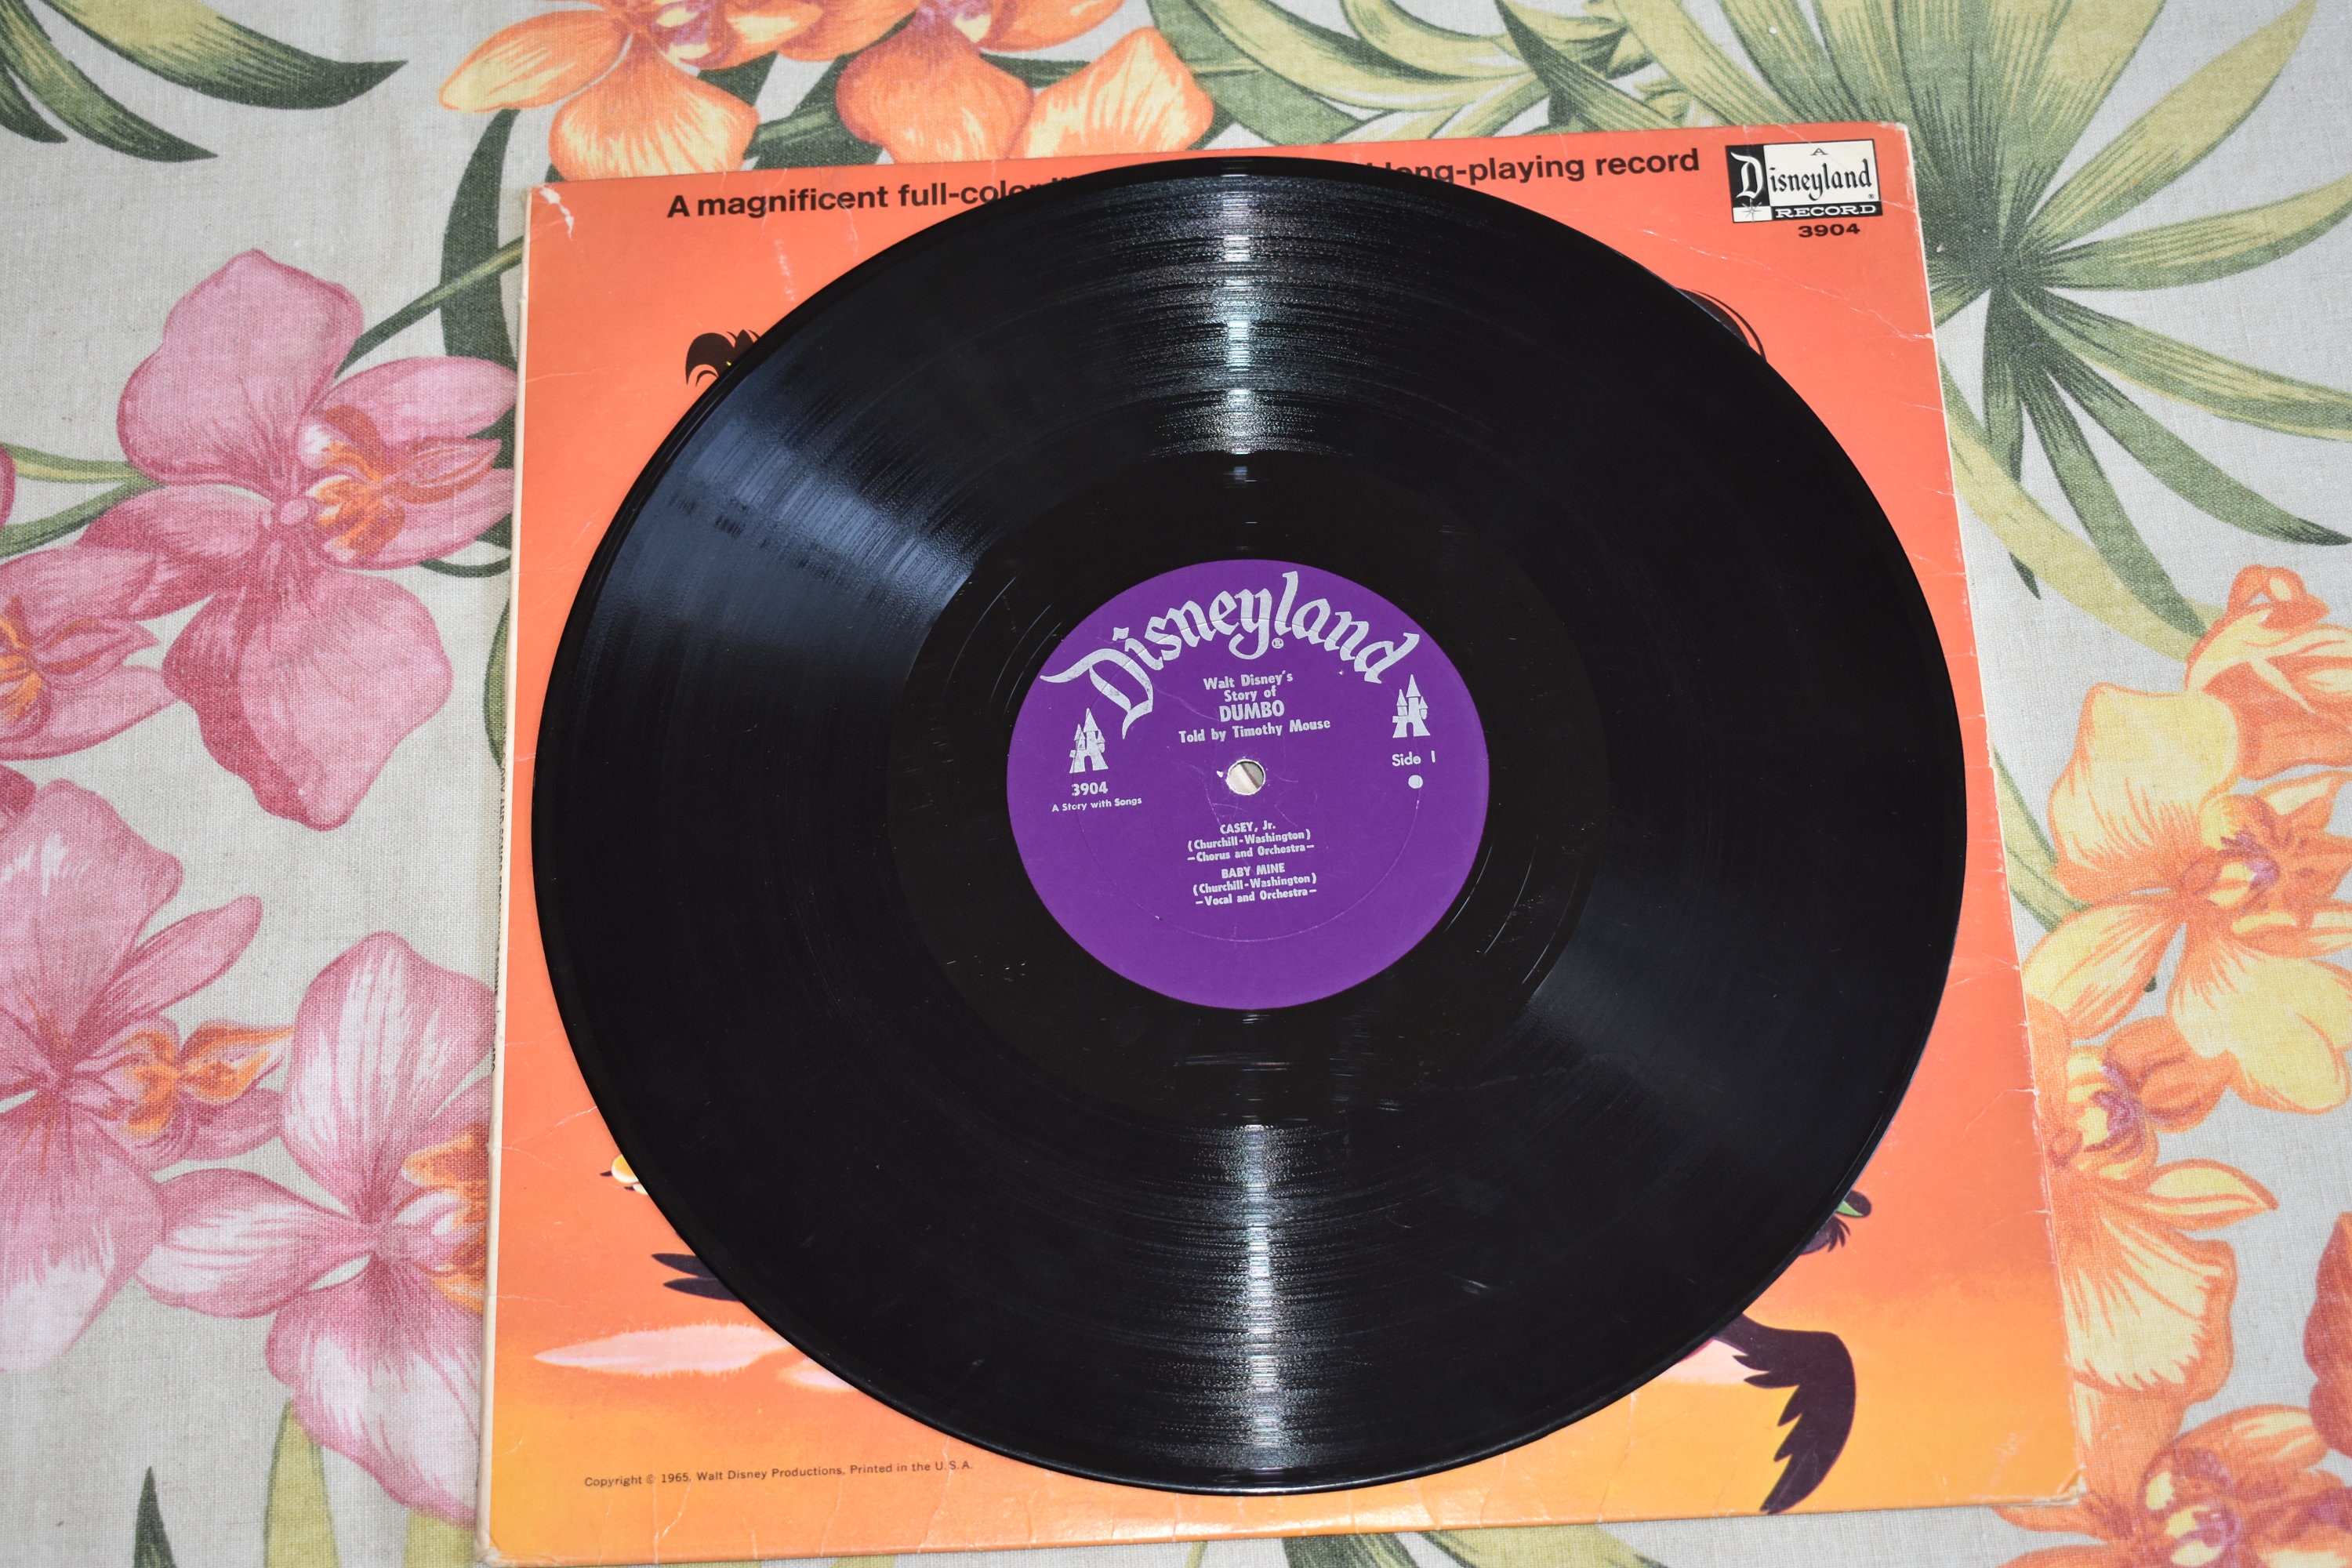 A magnificent full-color
long-playing record
A
Disneyland
RECORD
3904
Disneyland®
Walt Disney's
Story of
DUMBO
Told by Timothy Mouse
3904
A Story with Songs
Side 1
CASEY, Jr.
(Churchill-Washington)
—Chorus and Orchestra—
BABY MINE
(Churchill-Washington)
—Vocal and Orchestra—
Copyright © 1965, Walt Disney Productions, Printed in the U.S.A.